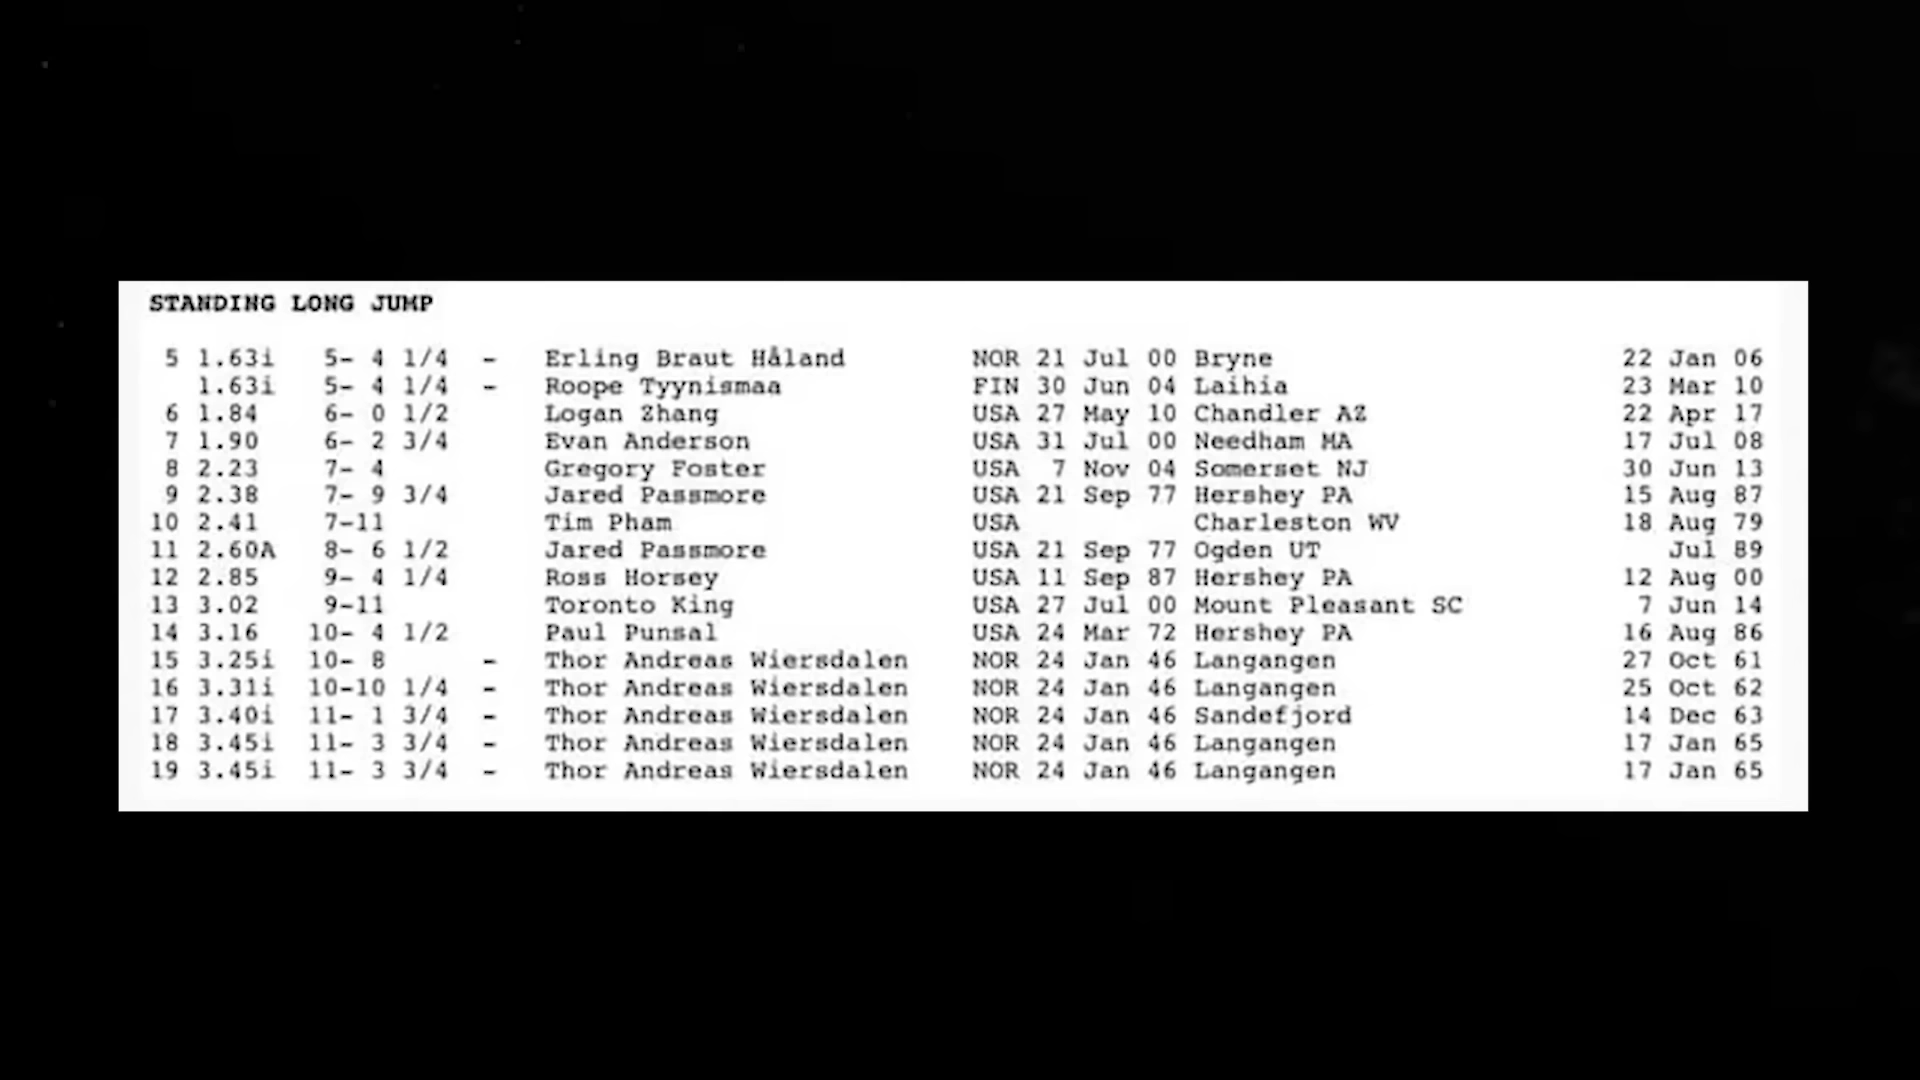 STANDING LONG JUMP
5 1.63i 5- 4 1/4 - Erling Braut Håland NOR 21 Jul 00 Bryne 22 Jan 06
1.63i 5- 4 1/4 - Roope Tyynismaa FIN 30 Jun 04 Laihia 23 Mar 10
6 1.84 6- 0 1/2 Logan Zhang USA 27 May 10 Chandler AZ 22 Apr 17
7 1.90 6- 2 3/4 Evan Anderson USA 31 Jul 00 Needham MA 17 Jul 08
8 2.23 7- 4 Gregory Foster USA 7 Nov 04 Somerset NJ 30 Jun 13
9 2.38 7- 9 3/4 Jared Passmore USA 21 Sep 77 Hershey PA 15 Aug 87
10 2.41 7-11 Tim Pham USA Charleston WV 18 Aug 79
11 2.60A 8- 6 1/2 Jared Passmore USA 21 Sep 77 Ogden UT Jul 89
12 2.85 9- 4 1/4 Ross Horsey USA 11 Sep 87 Hershey PA 12 Aug 00
13 3.02 9-11 Toronto King USA 27 Jul 00 Mount Pleasant SC 7 Jun 14
14 3.16 10- 4 1/2 Paul Punsal USA 24 Mar 72 Hershey PA 16 Aug 86
15 3.25i 10- 8 - Thor Andreas Wiersdalen NOR 24 Jan 46 Langangen 27 Oct 61
16 3.31i 10-10 1/4 - Thor Andreas Wiersdalen NOR 24 Jan 46 Langangen 25 Oct 62
17 3.40i 11- 1 3/4 - Thor Andreas Wiersdalen NOR 24 Jan 46 Sandefjord 14 Dec 63
18 3.45i 11- 3 3/4 - Thor Andreas Wiersdalen NOR 24 Jan 46 Langangen 17 Jan 65
19 3.45i 11- 3 3/4 - Thor Andreas Wiersdalen NOR 24 Jan 46 Langangen 17 Jan 65